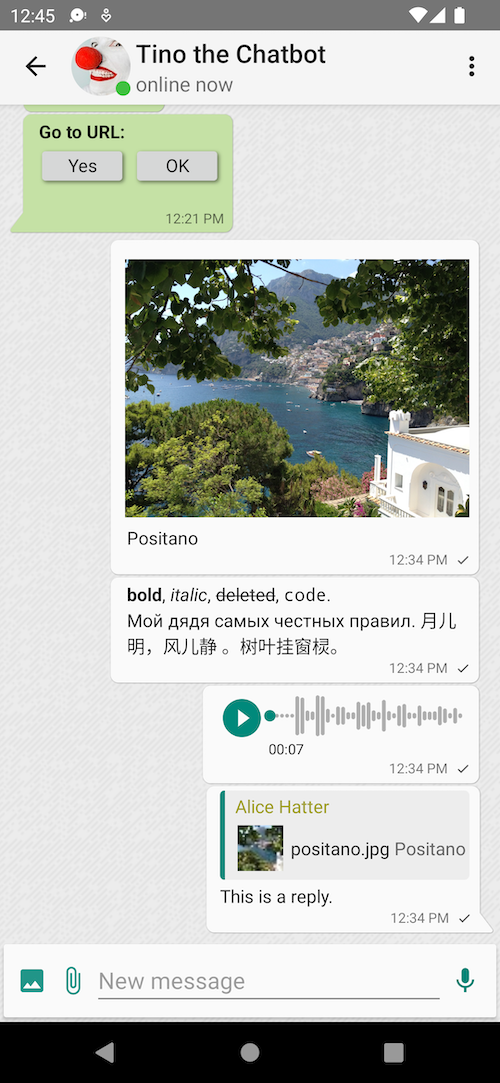 12:45
Tino the Chatbot
online now
Go to URL:
Yes OK
12:21 PM
Positano
12:34 PM
bold, italic, deleted, code.
Мой дядя самых честных правил. 月儿
明，风儿静 。树叶挂窗棂。
12:34 PM
00:07
12:34 PM
Alice Hatter
positano.jpg Positano
This is a reply.
12:34 PM
New message